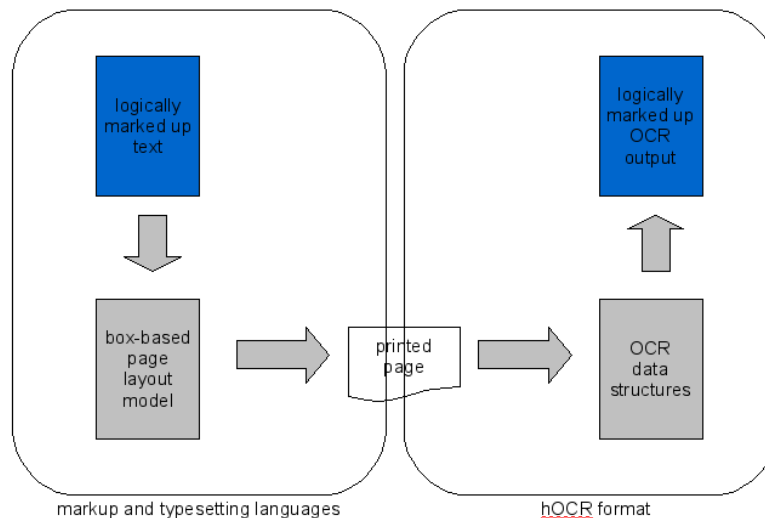 logically
marked up
text
logically
marked up
OCR
output
box-based
page
layout
model
printed
page
OCR
data
structures
markup and typesetting languages
hOCR format